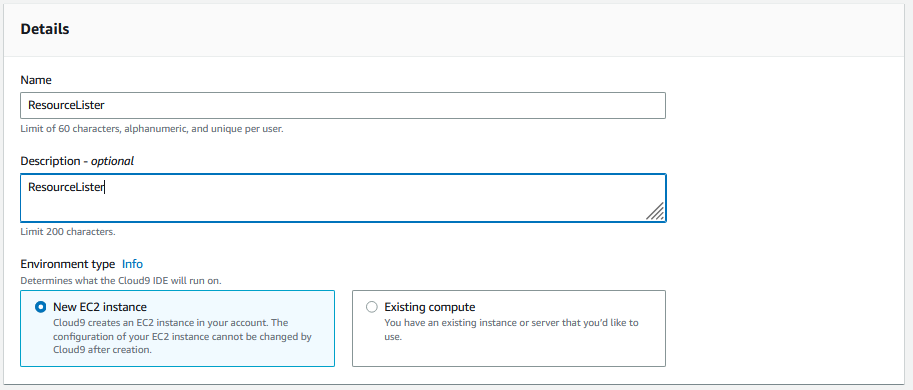 Details
Name
ResourceLister
Limit of 60 characters, alphanumeric, and unique per user.
Description - optional
ResourceLister
Limit 200 characters.
Environment type Info
Determines what the Cloud9 IDE will run on.
New EC2 instance
Cloud9 creates an EC2 instance in your account. The
configuration of your EC2 instance cannot be changed by
Cloud9 after creation.
Existing compute
You have an existing instance or server that you'd like to
use.